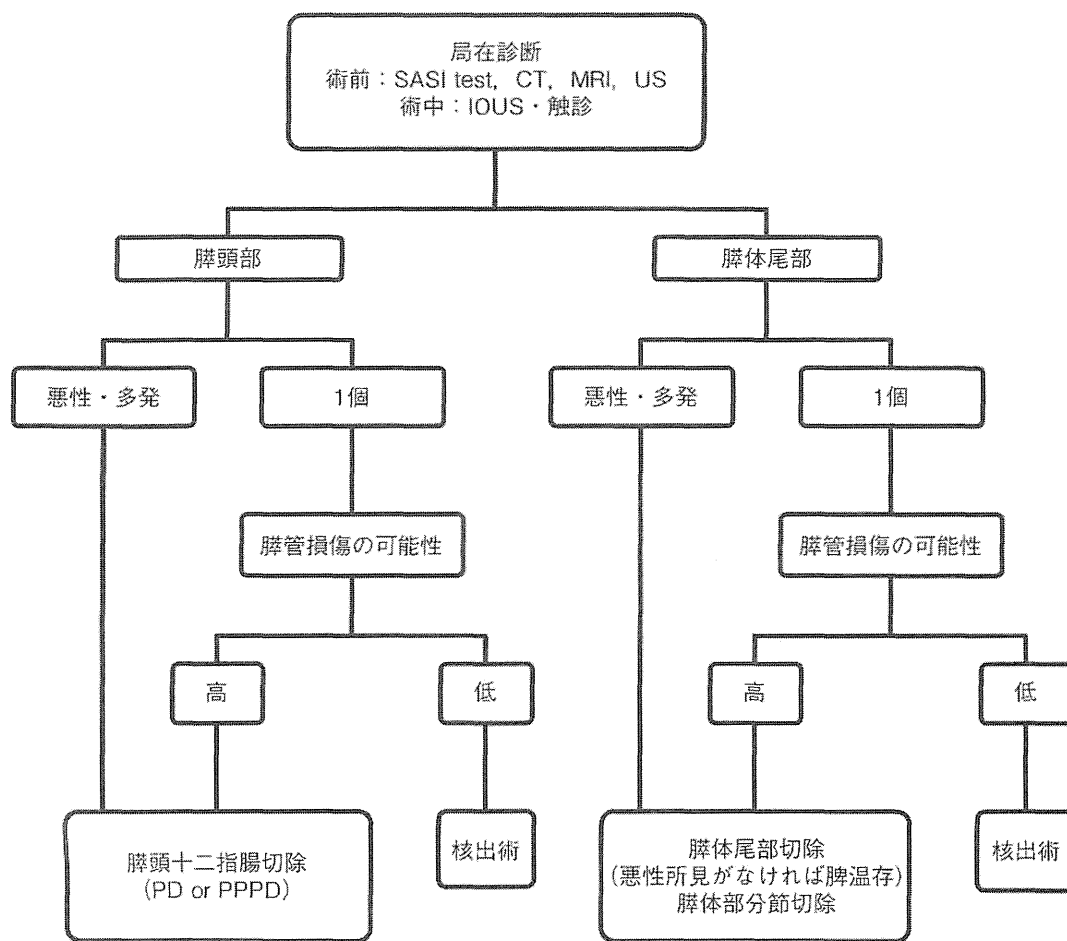 局在診断
術前：SASI test, CT, MRI, US
術中：IOUS・触診
膵頭部
膵体尾部
悪性・多発
1個
悪性・多発
1個
膵管損傷の可能性
膵管損傷の可能性
高
低
高
低
膵頭十二指腸切除
(PD or PPPD)
核出術
膵体尾部切除
(悪性所見がなければ脾温存)
膵体部分節切除
核出術